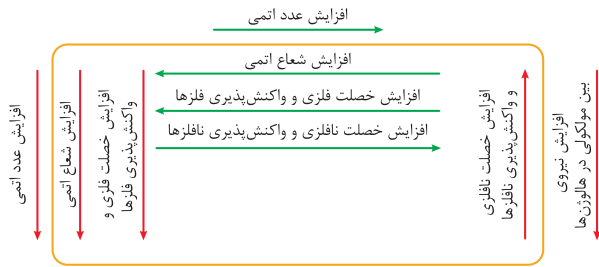 افزایش عدد اتمی
افزایش شعاع اتمی
افزایش خصلت فلزی و واکنش‌پذیری فلزها
افزایش خصلت نافلزی و واکنش‌پذیری نافلزها
افزایش نیروی
بین مولکولی در هالوژن‌ها
افزایش خصلت نافلزی
و واکنش‌پذیری نافلزها
افزایش خصلت فلزی و
واکنش‌پذیری فلزها
افزایش شعاع اتمی
افزایش عدد اتمی